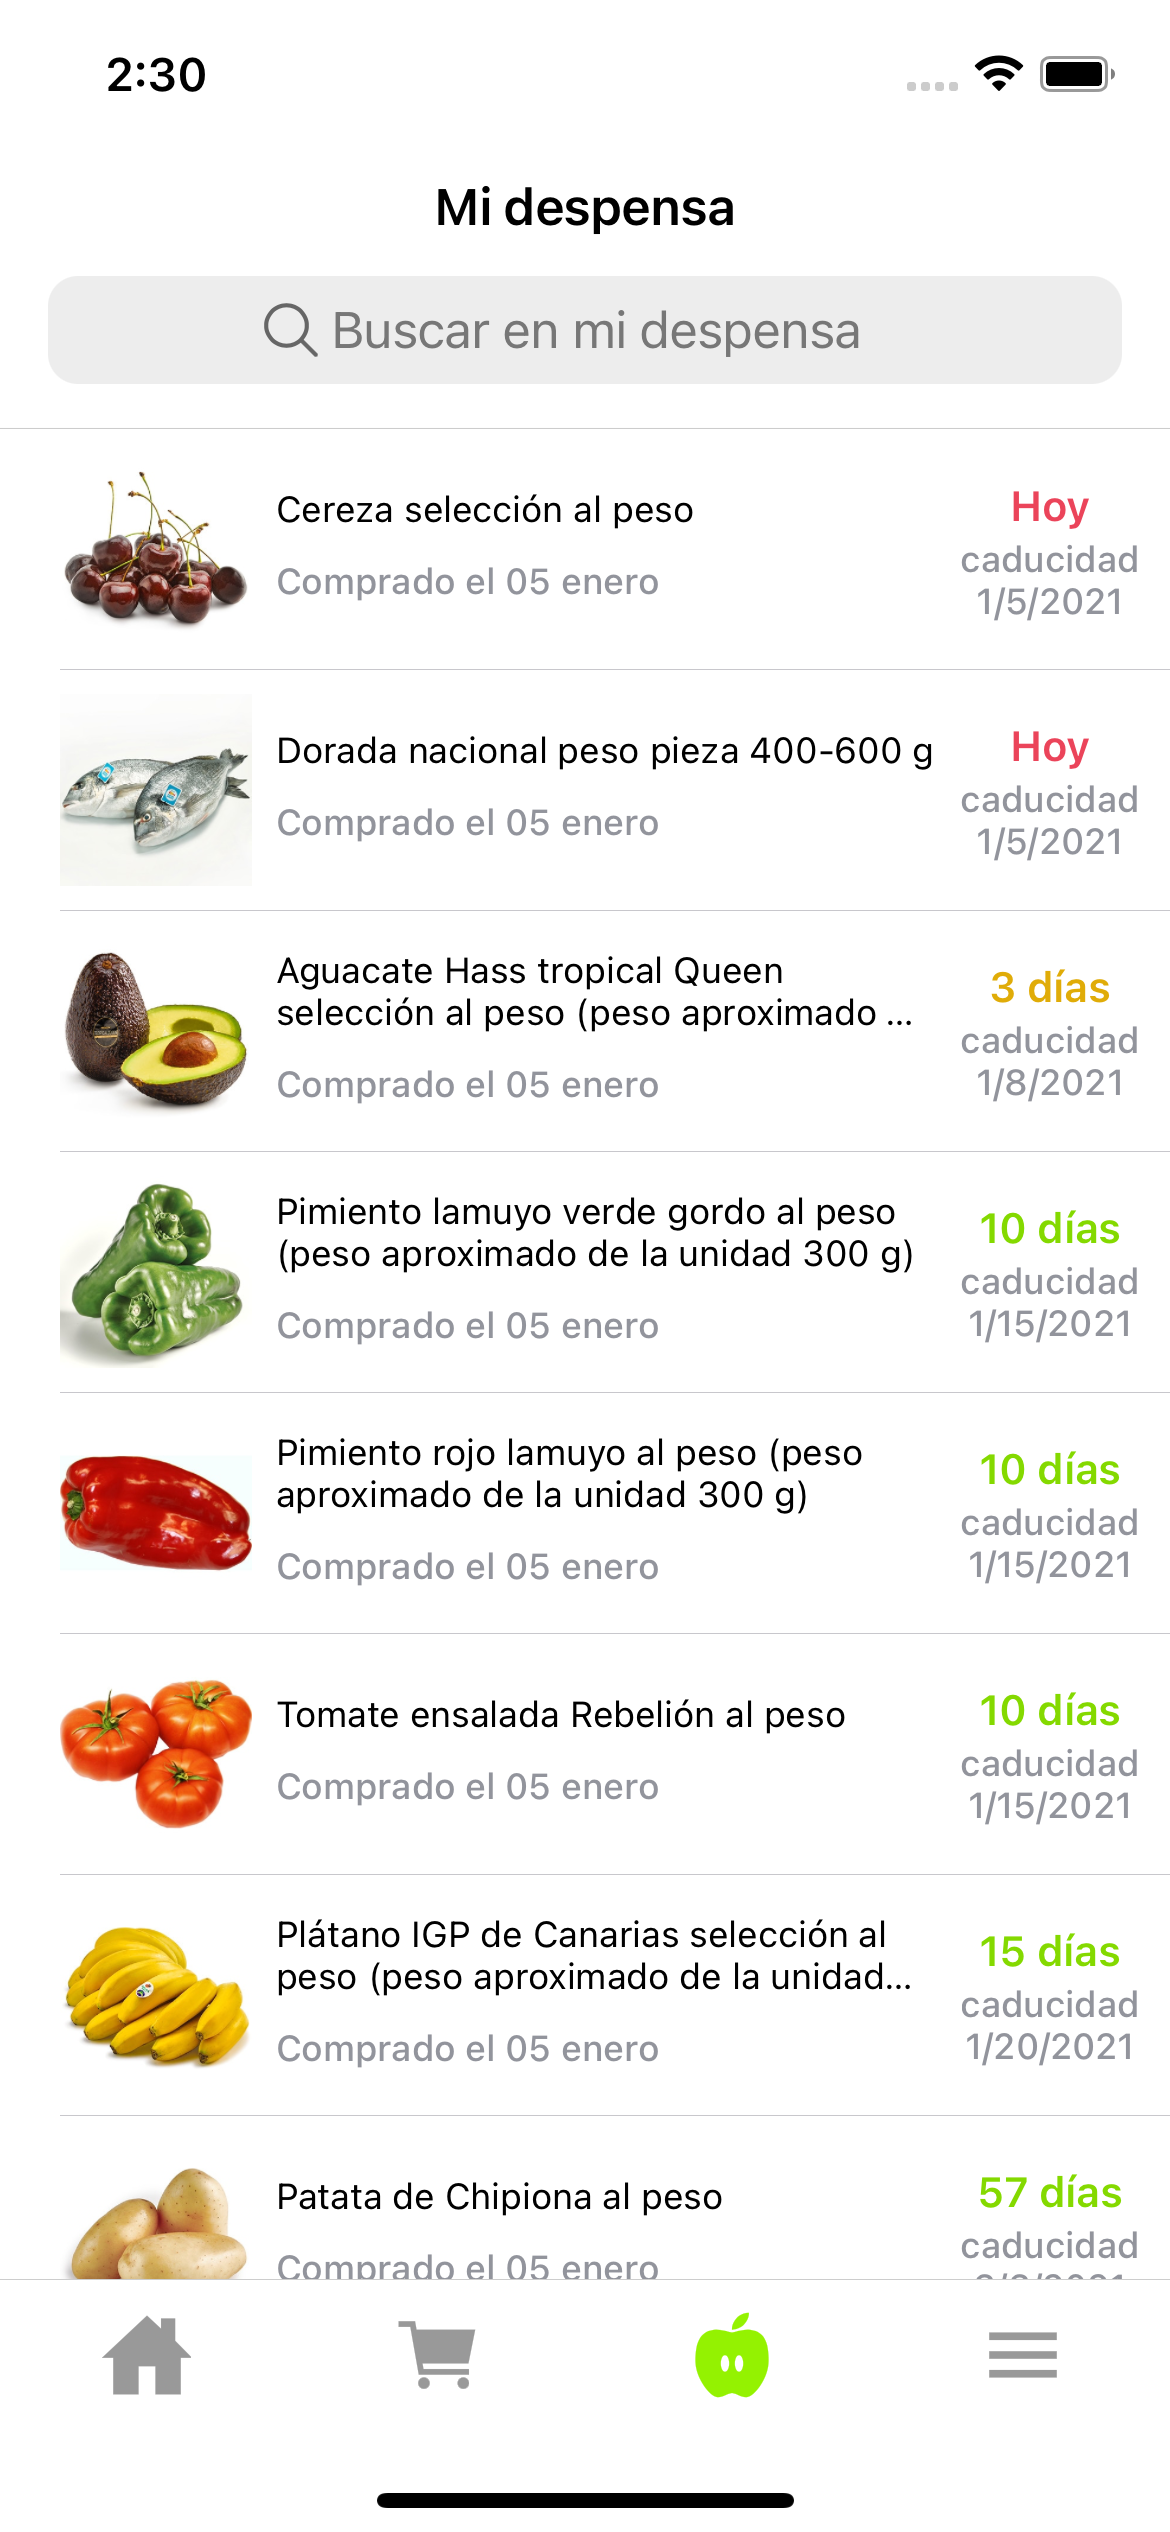 2:30
Mi despensa
Buscar en mi despensa
Cereza selección al peso
Comprado el 05 enero
Hoy
caducidad
1/5/2021
Dorada nacional peso pieza 400-600 g
Comprado el 05 enero
Hoy
caducidad
1/5/2021
Aguacate Hass tropical Queen
selección al peso (peso aproximado ...
Comprado el 05 enero
3 días
caducidad
1/8/2021
Pimiento lamuyo verde gordo al peso
(peso aproximado de la unidad 300 g)
Comprado el 05 enero
10 días
caducidad
1/15/2021
Pimiento rojo lamuyo al peso (peso
aproximado de la unidad 300 g)
Comprado el 05 enero
10 días
caducidad
1/15/2021
Tomate ensalada Rebelión al peso
Comprado el 05 enero
10 días
caducidad
1/15/2021
Plátano IGP de Canarias selección al
peso (peso aproximado de la unidad...
Comprado el 05 enero
15 días
caducidad
1/20/2021
Patata de Chipiona al peso
Comprado el 05 enero
57 días
caducidad